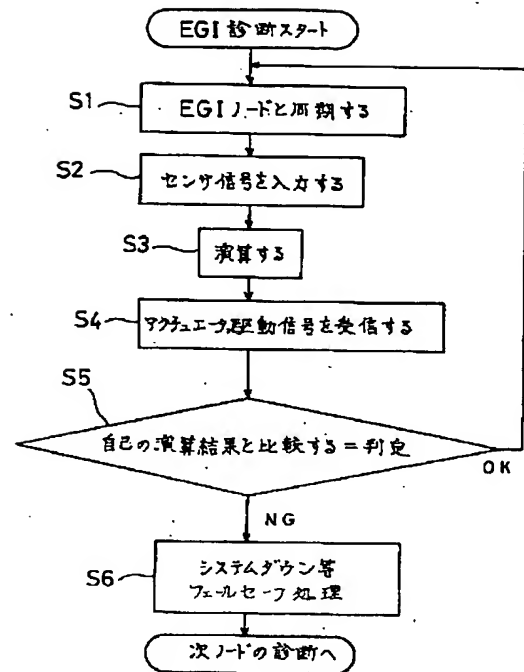 EGI 診断スタート
S1
EGIノードと同期する
S2
センサ信号を入力する
S3
演算する
S4
アクチュエータ駆動信号を受信する
S5
自己の演算結果と比較する=判定
OK
NG
S6
システムダウン等
フェールセーフ処理
次ノードの診断へ